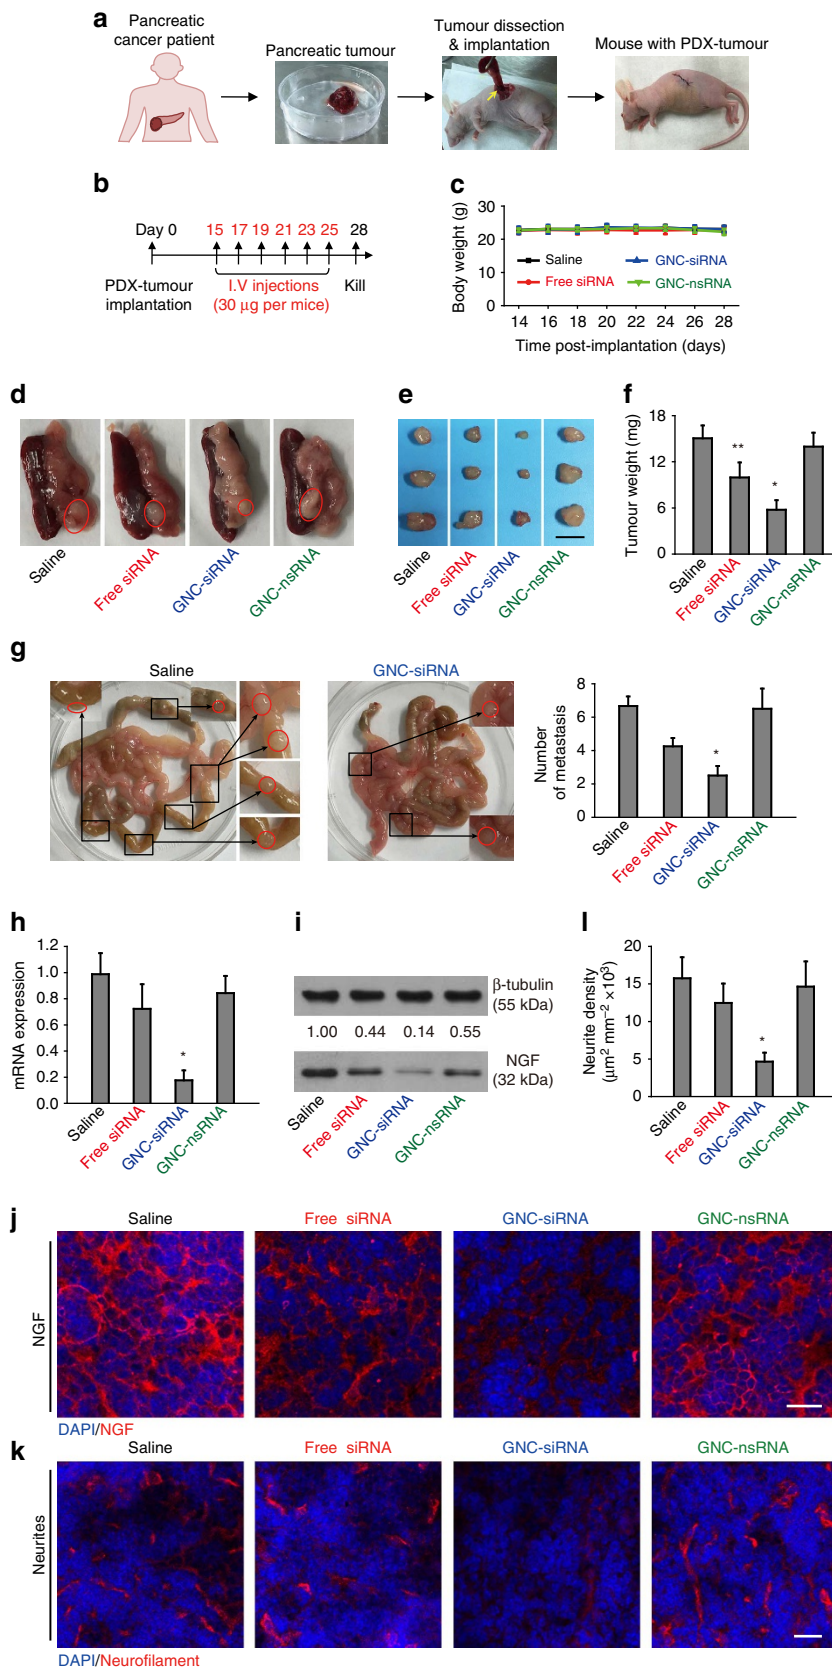 a
Pancreatic
cancer patient
Pancreatic tumour
Tumour dissection
& implantation
Mouse with PDX-tumour
b
Day 0 15 17 19 21 23 25 28
PDX-tumour
implantation
I.V injections
(30 µg per mice)
Kill
c
Body weight (g)
30
20
10
0
Saline
Free siRNA
GNC-siRNA
GNC-nsRNA
14 16 18 20 22 24 26 28
Time post-implantation (days)
d
Saline
Free siRNA
GNC-siRNA
GNC-nsRNA
e
Saline
Free siRNA
GNC-siRNA
GNC-nsRNA
f
Tumour weight (mg)
18
12
6
0
**
*
Saline
Free siRNA
GNC-siRNA
GNC-nsRNA
g
Saline
GNC-siRNA
Number
of metastasis
8
6
4
2
0
*
Saline
Free siRNA
GNC-siRNA
GNC-nsRNA
h
mRNA expression
1.2
1.0
0.8
0.6
0.4
0.2
0.0
*
Saline
Free siRNA
GNC-siRNA
GNC-nsRNA
i
β-tubulin
(55 kDa)
1.00 0.44 0.14 0.55
NGF
(32 kDa)
Saline
Free siRNA
GNC-siRNA
GNC-nsRNA
l
Neurite density
(µm² mm⁻² ×10³)
20
15
10
5
0
*
Saline
Free siRNA
GNC-siRNA
GNC-nsRNA
j
Saline Free siRNA GNC-siRNA GNC-nsRNA
NGF
DAPI/NGF
k
Saline Free siRNA GNC-siRNA GNC-nsRNA
Neurites
DAPI/Neurofilament